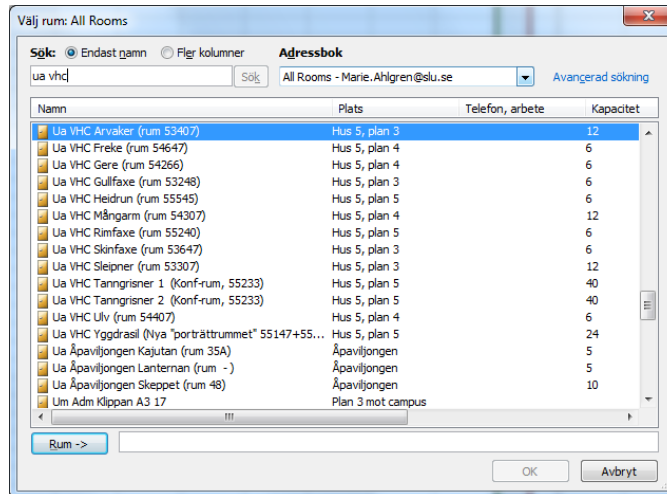 Välj rum: All Rooms
Sök: Endast namn Fler kolumner Adressbok
ua vhc Sök All Rooms - Marie.Ahlgren@slu.se Avancerad sökning
Namn Plats Telefon, arbete Kapacitet
Ua VHC Arvaker (rum 53407) Hus 5, plan 3 12
Ua VHC Freke (rum 54647) Hus 5, plan 4 6
Ua VHC Gere (rum 54266) Hus 5, plan 4 6
Ua VHC Gullfaxe (rum 53248) Hus 5, plan 3 6
Ua VHC Heidrun (rum 55545) Hus 5, plan 5 6
Ua VHC Mångarm (rum 54307) Hus 5, plan 4 12
Ua VHC Rimfaxe (rum 55240) Hus 5, plan 5 6
Ua VHC Skinfaxe (rum 53647) Hus 5, plan 3 6
Ua VHC Sleipner (rum 53307) Hus 5, plan 3 12
Ua VHC Tanngrisner 1 (Konf-rum, 55233) Hus 5, plan 5 40
Ua VHC Tanngrisner 2 (Konf-rum, 55233) Hus 5, plan 5 40
Ua VHC Ulv (rum 54407) Hus 5, plan 4 6
Ua VHC Yggdrasil (Nya "porträttrummet" 55147+55... Hus 5, plan 5 24
Ua Åpaviljongen Kajutan (rum 35A) Åpaviljongen 5
Ua Åpaviljongen Lanternan (rum -) Åpaviljongen 5
Ua Åpaviljongen Skeppet (rum 48) Åpaviljongen 10
Um Adm Klippan A3 17 Plan 3 mot campus
Rum ->
OK Avbryt